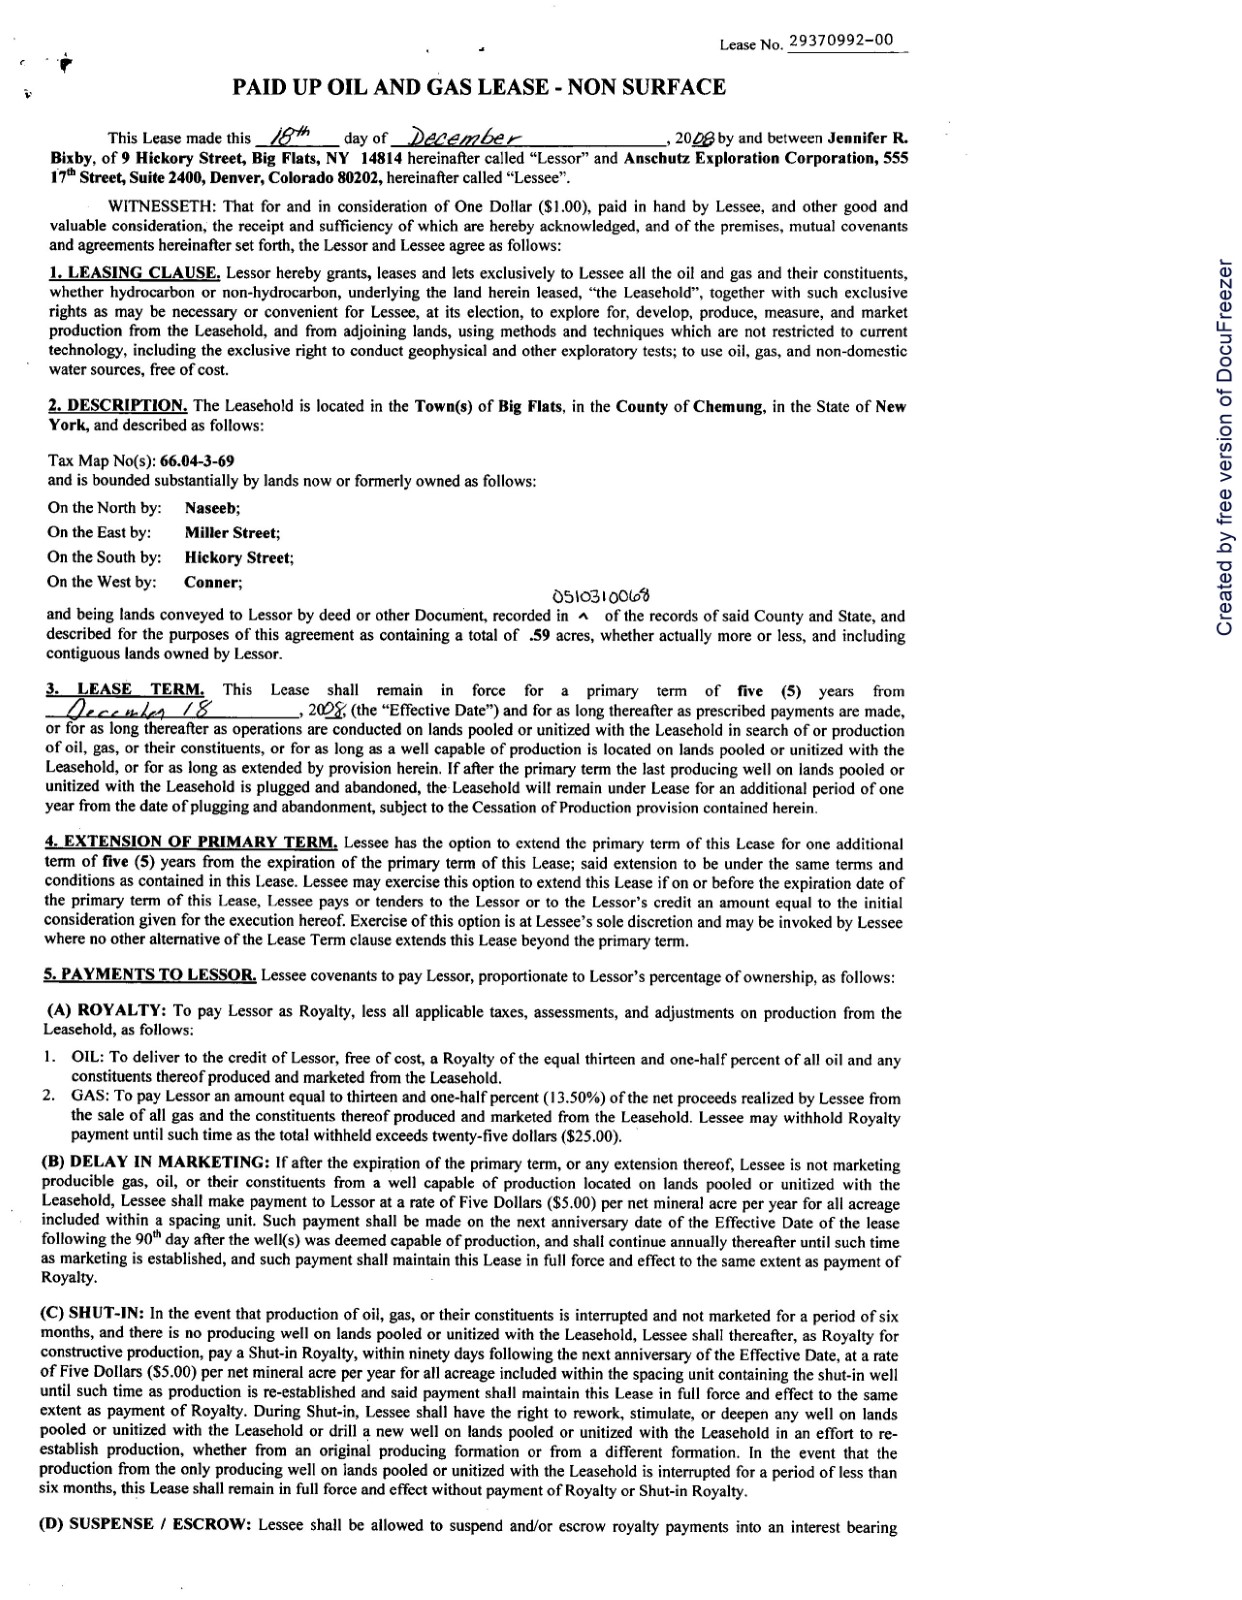 Lease No. 29370992-00
PAID UP OIL AND GAS LEASE - NON SURFACE
This Lease made this 18th day of December, 2008 by and between Jennifer R.
Bixby, of 9 Hickory Street, Big Flats, NY 14814 hereinafter called "Lessor" and Anschutz Exploration Corporation, 555
17th Street, Suite 2400, Denver, Colorado 80202, hereinafter called "Lessee".
WITNESSETH: That for and in consideration of One Dollar ($1.00), paid in hand by Lessee, and other good and
valuable consideration, the receipt and sufficiency of which are hereby acknowledged, and of the premises, mutual covenants
and agreements hereinafter set forth, the Lessor and Lessee agree as follows:
1. LEASING CLAUSE. Lessor hereby grants, leases and lets exclusively to Lessee all the oil and gas and their constituents,
whether hydrocarbon or non-hydrocarbon, underlying the land herein leased, "the Leasehold", together with such exclusive
rights as may be necessary or convenient for Lessee, at its election, to explore for, develop, produce, measure, and market
production from the Leasehold, and from adjoining lands, using methods and techniques which are not restricted to current
technology, including the exclusive right to conduct geophysical and other exploratory tests; to use oil, gas, and non-domestic
water sources, free of cost.
2. DESCRIPTION. The Leasehold is located in the Town(s) of Big Flats, in the County of Chemung, in the State of New
York, and described as follows:
Tax Map No(s): 66.04-3-69
and is bounded substantially by lands now or formerly owned as follows:
On the North by: Naseeb;
On the East by: Miller Street;
On the South by: Hickory Street;
On the West by: Conner;
0510310068
and being lands conveyed to Lessor by deed or other Document, recorded in ^ of the records of said County and State, and
described for the purposes of this agreement as containing a total of .59 acres, whether actually more or less, and including
contiguous lands owned by Lessor.
3. LEASE TERM. This Lease shall remain in force for a primary term of five (5) years from
December 18, 2008, (the "Effective Date") and for as long thereafter as prescribed payments are made,
or for as long thereafter as operations are conducted on lands pooled or unitized with the Leasehold in search of or production
of oil, gas, or their constituents, or for as long as a well capable of production is located on lands pooled or unitized with the
Leasehold, or for as long as extended by provision herein. If after the primary term the last producing well on lands pooled or
unitized with the Leasehold is plugged and abandoned, the Leasehold will remain under Lease for an additional period of one
year from the date of plugging and abandonment, subject to the Cessation of Production provision contained herein.
4. EXTENSION OF PRIMARY TERM. Lessee has the option to extend the primary term of this Lease for one additional
term of five (5) years from the expiration of the primary term of this Lease; said extension to be under the same terms and
conditions as contained in this Lease. Lessee may exercise this option to extend this Lease if on or before the expiration date of
the primary term of this Lease, Lessee pays or tenders to the Lessor or to the Lessor's credit an amount equal to the initial
consideration given for the execution hereof. Exercise of this option is at Lessee's sole discretion and may be invoked by Lessee
where no other alternative of the Lease Term clause extends this Lease beyond the primary term.
5. PAYMENTS TO LESSOR. Lessee covenants to pay Lessor, proportionate to Lessor's percentage of ownership, as follows:
(A) ROYALTY: To pay Lessor as Royalty, less all applicable taxes, assessments, and adjustments on production from the
Leasehold, as follows:
1. OIL: To deliver to the credit of Lessor, free of cost, a Royalty of the equal thirteen and one-half percent of all oil and any
constituents thereof produced and marketed from the Leasehold.
2. GAS: To pay Lessor an amount equal to thirteen and one-half percent (13.50%) of the net proceeds realized by Lessee from
the sale of all gas and the constituents thereof produced and marketed from the Leasehold. Lessee may withhold Royalty
payment until such time as the total withheld exceeds twenty-five dollars ($25.00).
(B) DELAY IN MARKETING: If after the expiration of the primary term, or any extension thereof, Lessee is not marketing
producible gas, oil, or their constituents from a well capable of production located on lands pooled or unitized with the
Leasehold, Lessee shall make payment to Lessor at a rate of Five Dollars ($5.00) per net mineral acre per year for all acreage
included within a spacing unit. Such payment shall be made on the next anniversary date of the Effective Date of the lease
following the 90th day after the well(s) was deemed capable of production, and shall continue annually thereafter until such time
as marketing is established, and such payment shall maintain this Lease in full force and effect to the same extent as payment of
Royalty.
(C) SHUT-IN: In the event that production of oil, gas, or their constituents is interrupted and not marketed for a period of six
months, and there is no producing well on lands pooled or unitized with the Leasehold, Lessee shall thereafter, as Royalty for
constructive production, pay a Shut-in Royalty, within ninety days following the next anniversary of the Effective Date, at a rate
of Five Dollars ($5.00) per net mineral acre per year for all acreage included within the spacing unit containing the shut-in well
until such time as production is re-established and said payment shall maintain this Lease in full force and effect to the same
extent as payment of Royalty. During Shut-in, Lessee shall have the right to rework, stimulate, or deepen any well on lands
pooled or unitized with the Leasehold or drill a new well on lands pooled or unitized with the Leasehold in an effort to re-
establish production, whether from an original producing formation or from a different formation. In the event that the
production from the only producing well on lands pooled or unitized with the Leasehold is interrupted for a period of less than
six months, this Lease shall remain in full force and effect without payment of Royalty or Shut-in Royalty.
(D) SUSPENSE / ESCROW: Lessee shall be allowed to suspend and/or escrow royalty payments into an interest bearing
Created by free version of DocuFreezer